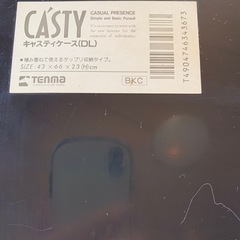 CASTY
CASUAL PRESENCE
Simple and Basic Pursuit
キャスティケース(DL)
●積み重ねて使えるタップリ収納タイプ。
SIZE:43×66×23(H)cm
TENMA
BKC
T4904746343673